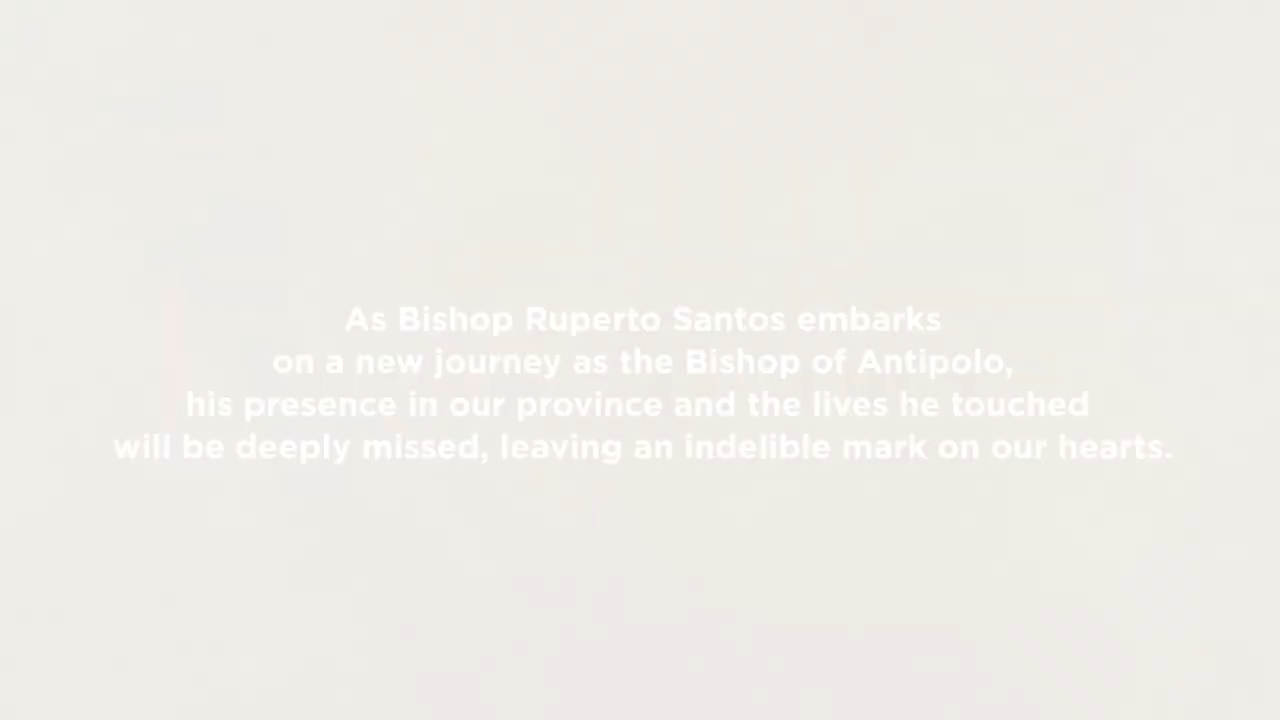 As Bishop Ruperto Santos embarks
on a new journey as the Bishop of Antipolo,
his presence in our province and the lives he touched
will be deeply missed, leaving an indelible mark on our hearts.